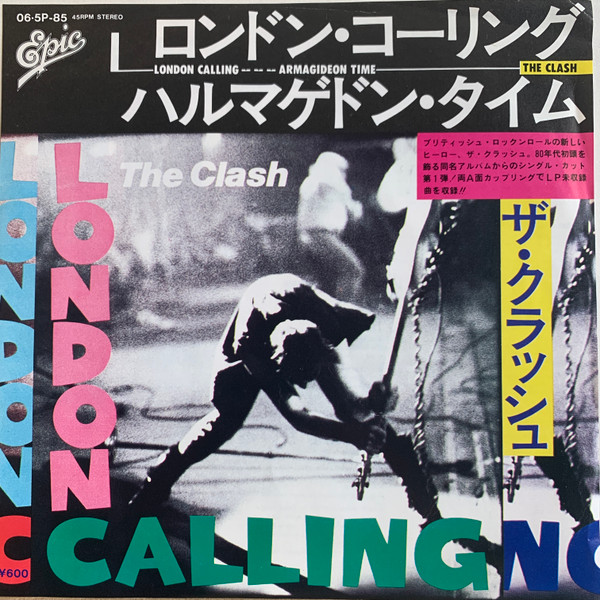 06·5P-85 45RPM STEREO
Epic
ロンドン・コーリング
LONDON CALLING --- --- --- ARMAGIDEON TIME
THE CLASH
ハルマゲドン・タイム
ブリティッシュ・ロックンロールの新しい
ヒーロー、ザ・クラッシュ。80年代初頭を
飾る同名アルバムからのシングル・カット
第1弾!両A面カップリングでLP未収録
曲を収録!!
The Clash
ザ・クラッシュ
LONDON
LONDON
CALLING
C
NC
¥600